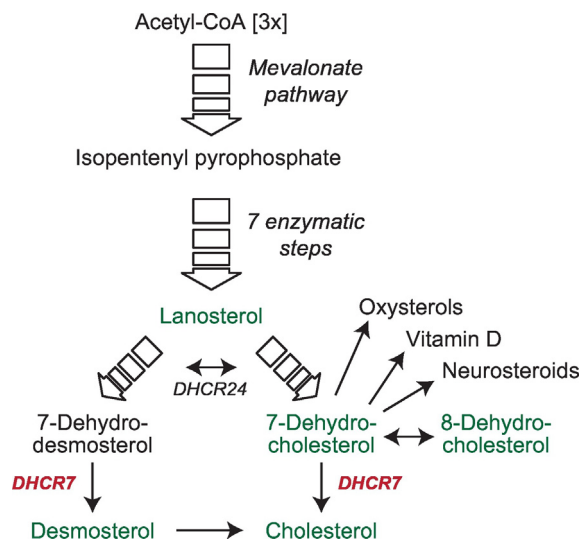 Acetyl-CoA [3x]
Mevalonate
pathway
Isopentenyl pyrophosphate
7 enzymatic
steps
Lanosterol
Oxysterols
Vitamin D
Neurosteroids
DHCR24
7-Dehydro-
desmosterol
7-Dehydro-
cholesterol
8-Dehydro-
cholesterol
DHCR7
DHCR7
Desmosterol
Cholesterol